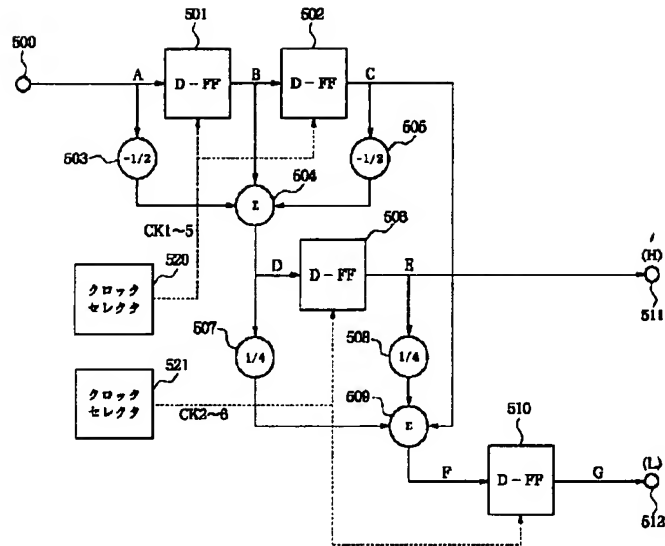 501
502
500
A
D-FF
B
D-FF
C
503
-1/2
504
Σ
-1/2
505
CK1~5
506
520
クロック
セレクタ
D
D-FF
E
(H)
511
507
1/4
508
1/4
521
クロック
セレクタ
CK2~6
509
Σ
510
F
D-FF
G
(L)
512